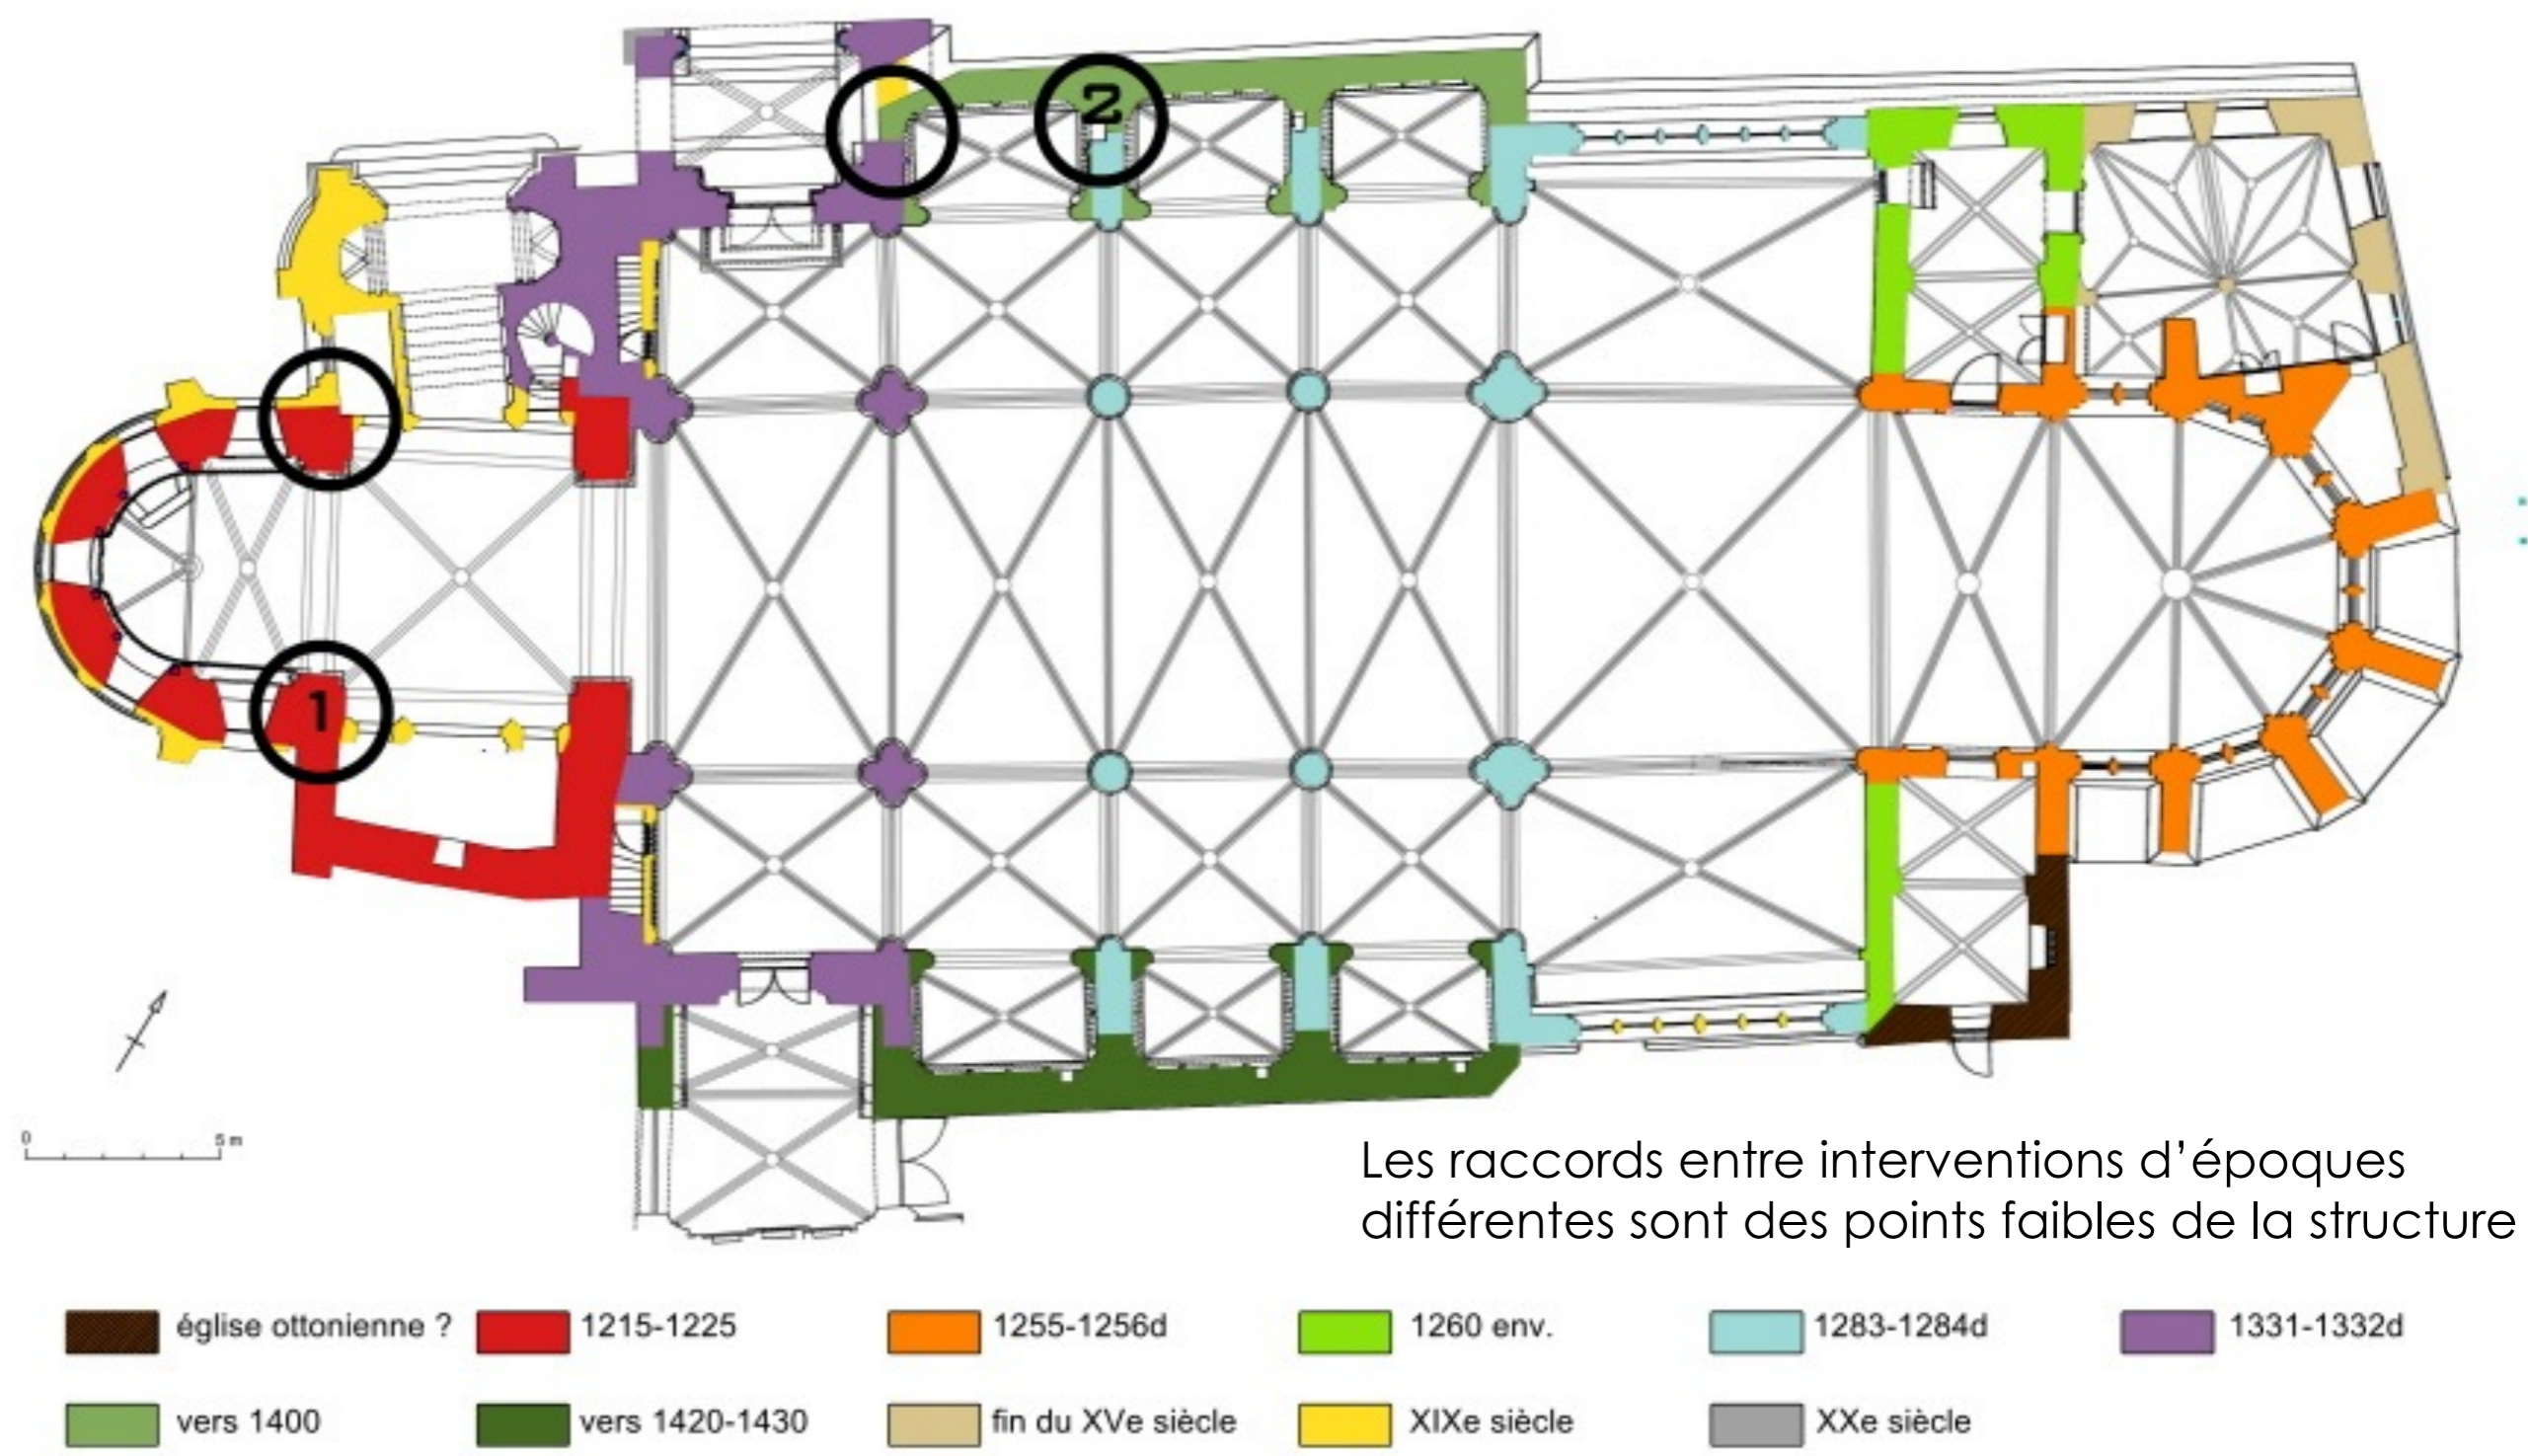 2
1
0 5 m
Les raccords entre interventions d’époques
différentes sont des points faibles de la structure
église ottonienne ? 1215-1225 1255-1256d 1260 env. 1283-1284d 1331-1332d
vers 1400 vers 1420-1430 fin du XVe siècle XIXe siècle XXe siècle